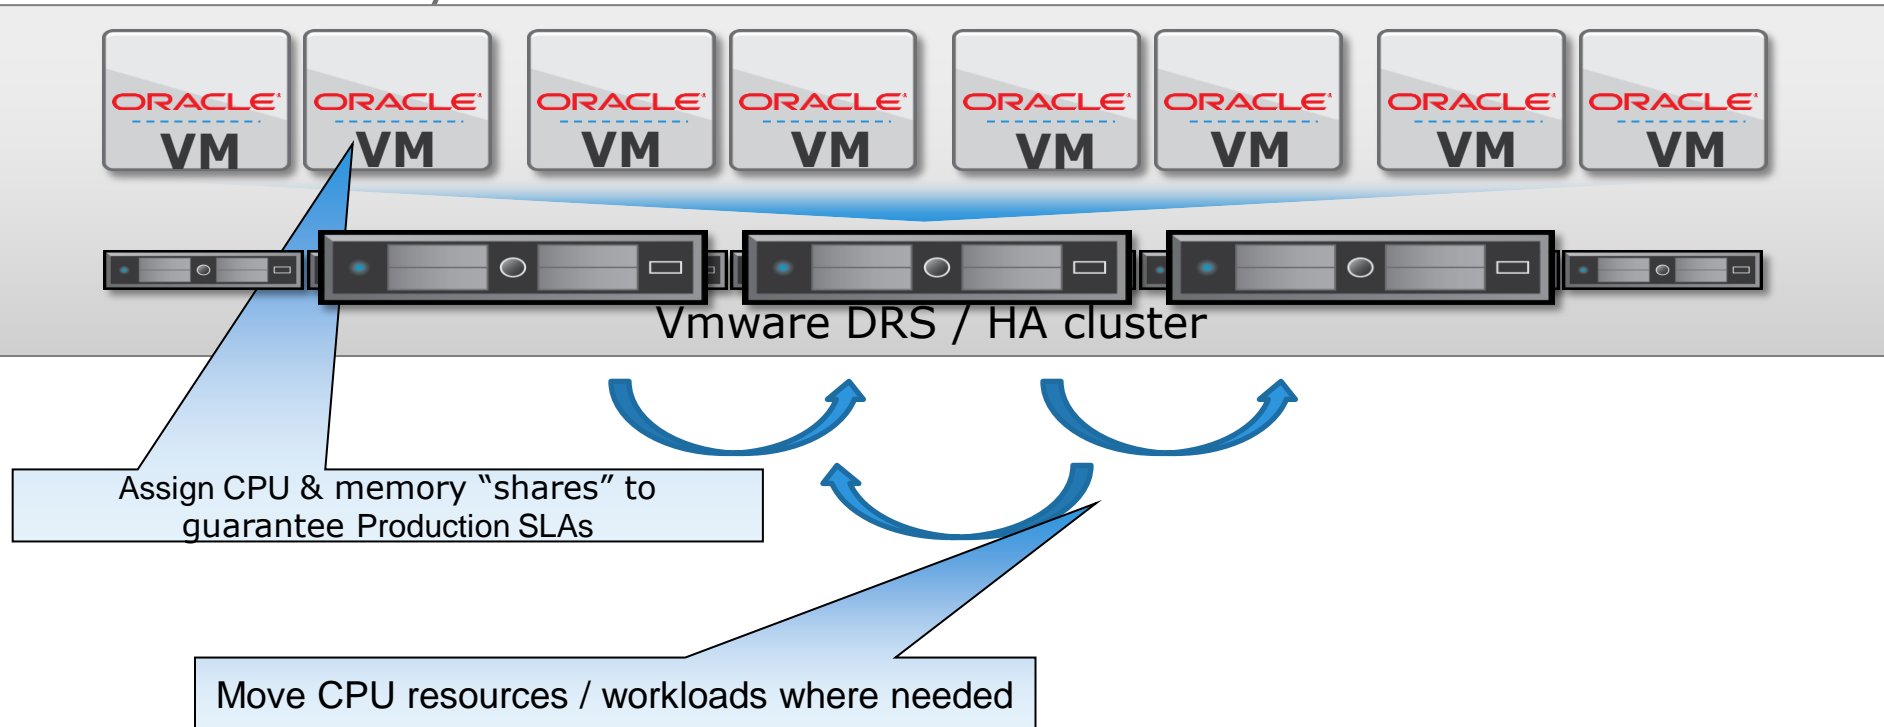 ORACLE ORACLE ORACLE ORACLE ORACLE ORACLE ORACLE ORACLE
VM VM VM VM VM VM VM VM
Vmware DRS / HA cluster
Assign CPU & memory “shares” to
guarantee Production SLAs
Move CPU resources / workloads where needed